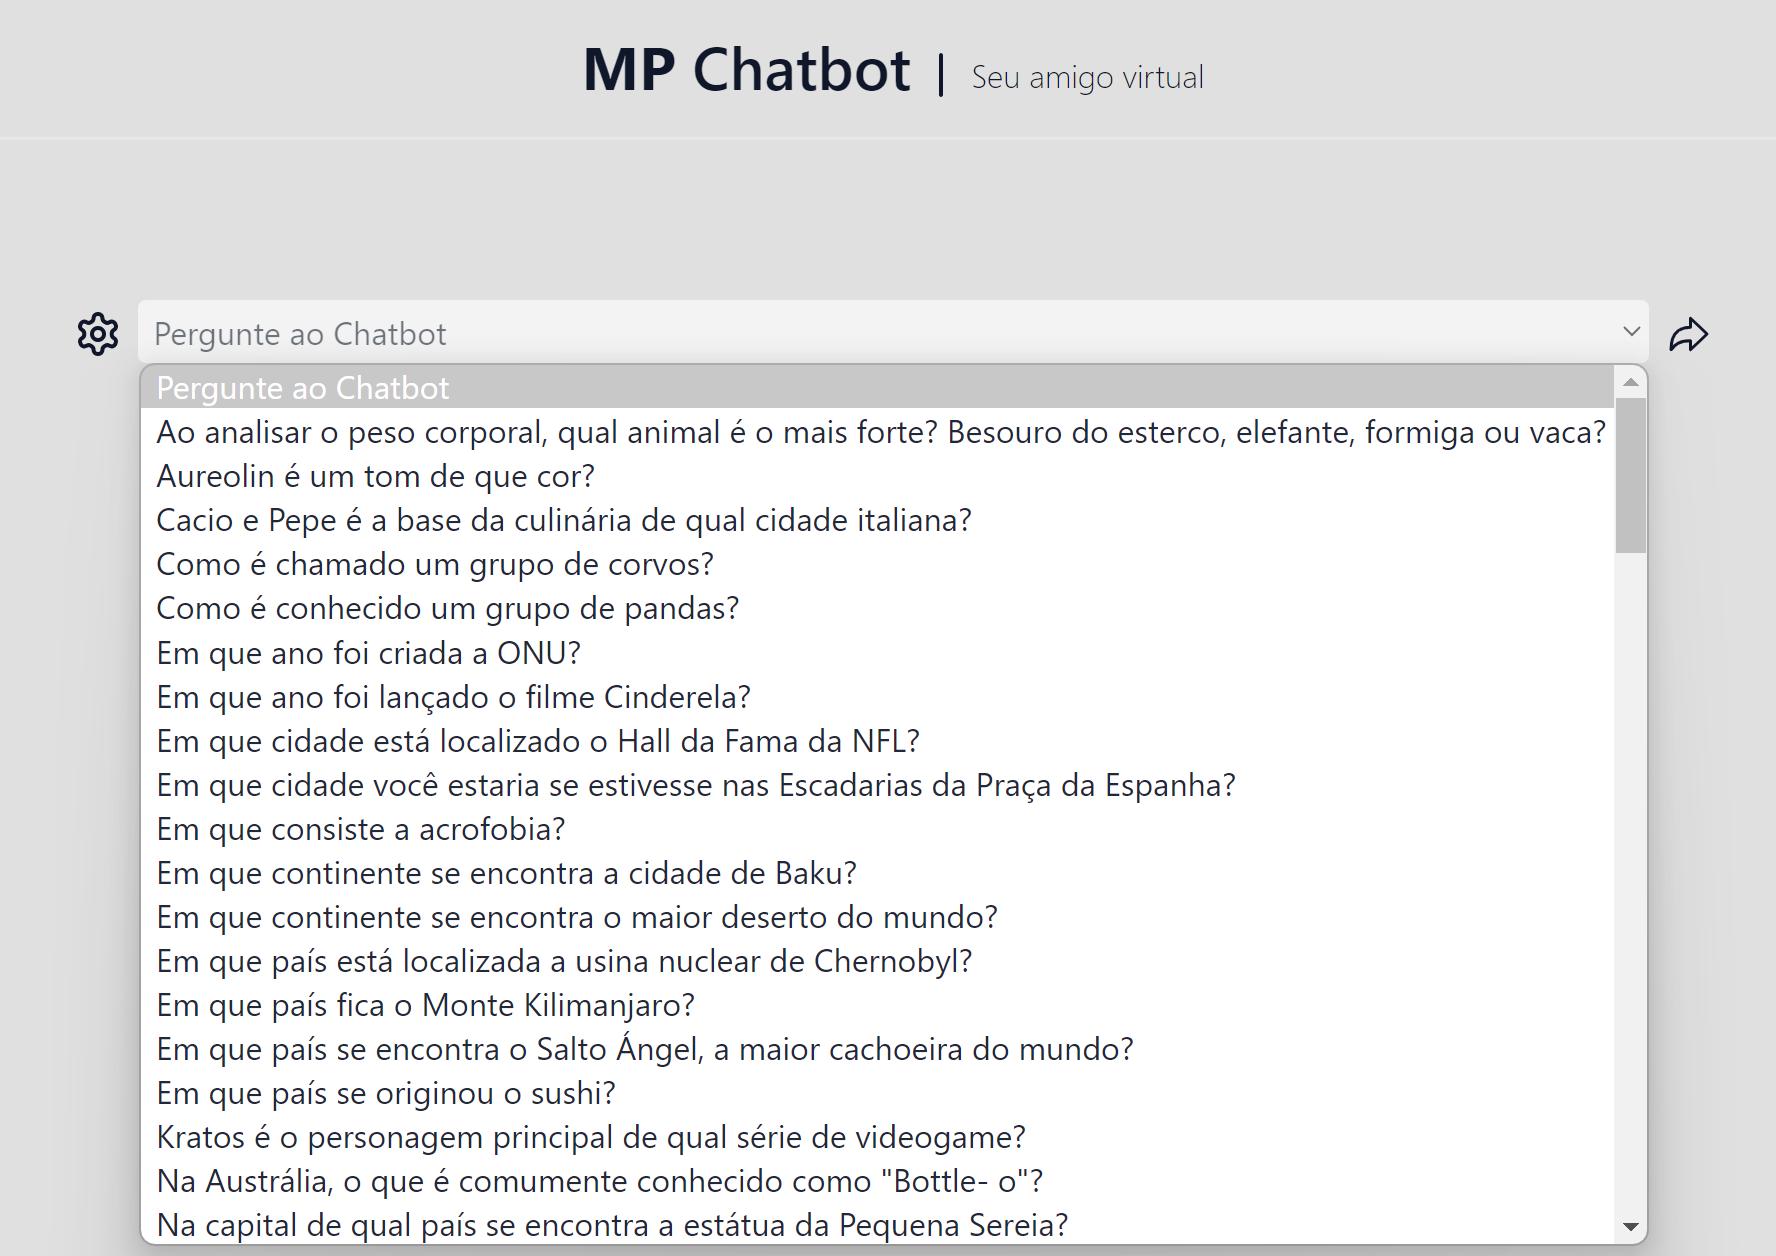 MP Chatbot | Seu amigo virtual
Pergunte ao Chatbot
Pergunte ao Chatbot
Ao analisar o peso corporal, qual animal é o mais forte? Besouro do esterco, elefante, formiga ou vaca?
Aureolin é um tom de que cor?
Cacio e Pepe é a base da culinária de qual cidade italiana?
Como é chamado um grupo de corvos?
Como é conhecido um grupo de pandas?
Em que ano foi criada a ONU?
Em que ano foi lançado o filme Cinderela?
Em que cidade está localizado o Hall da Fama da NFL?
Em que cidade você estaria se estivesse nas Escadarias da Praça da Espanha?
Em que consiste a acrofobia?
Em que continente se encontra a cidade de Baku?
Em que continente se encontra o maior deserto do mundo?
Em que país está localizada a usina nuclear de Chernobyl?
Em que país fica o Monte Kilimanjaro?
Em que país se encontra o Salto Ángel, a maior cachoeira do mundo?
Em que país se originou o sushi?
Kratos é o personagem principal de qual série de videogame?
Na Austrália, o que é comumente conhecido como "Bottle- o"?
Na capital de qual país se encontra a estátua da Pequena Sereia?